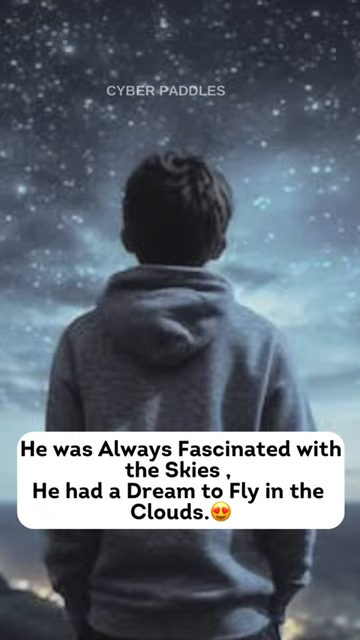 CYBER PADDLES
He was Always Fascinated with
the Skies ,
He had a Dream to Fly in the
Clouds.😍